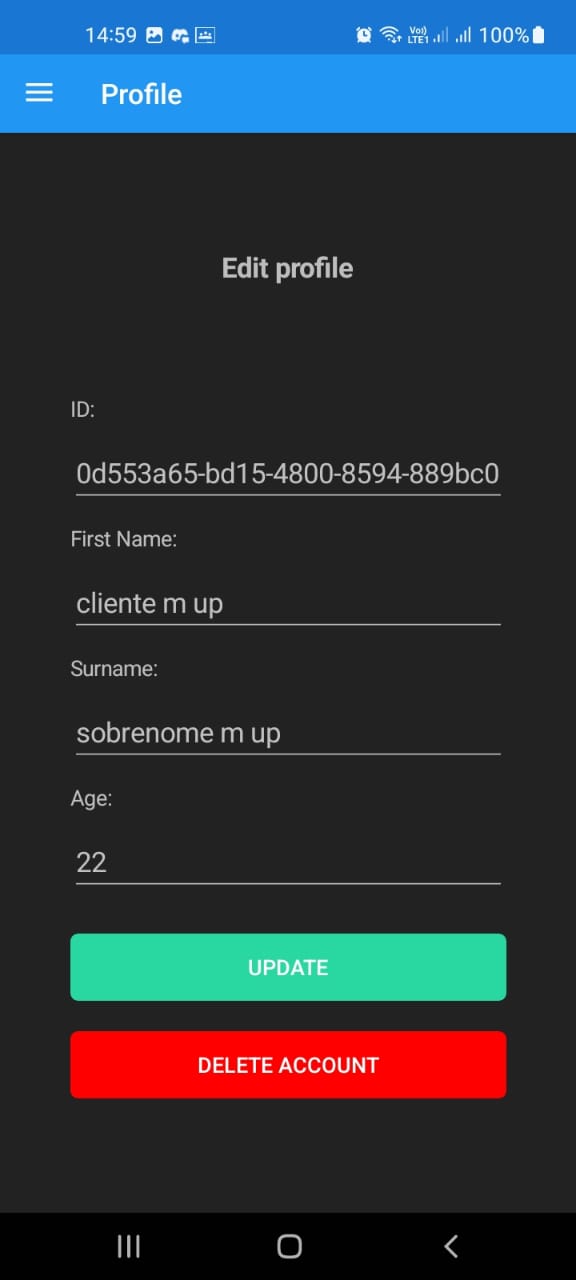 14:59 Vo) LTE1 100%
Profile
Edit profile
ID:
0d553a65-bd15-4800-8594-889bc0
First Name:
cliente m up
Surname:
sobrenome m up
Age:
22
UPDATE
DELETE ACCOUNT